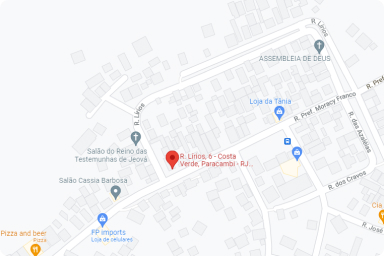 R. Lírios
ASSEMBLEIA DE DEUS
R. Pref.
Loja da Tânia
R. Pref. Moracy Franco
R. Lírios
R. das Azaléias
Salão do Reino das
Testemunhas de Jeová
R. Lírios, 6 - Costa
Verde, Paracambi - RJ...
Salão Cassia Barbosa
R. dos Cravos
Cia
Pizza and beer
Pizza
FP imports
Loja de celulares
R. José